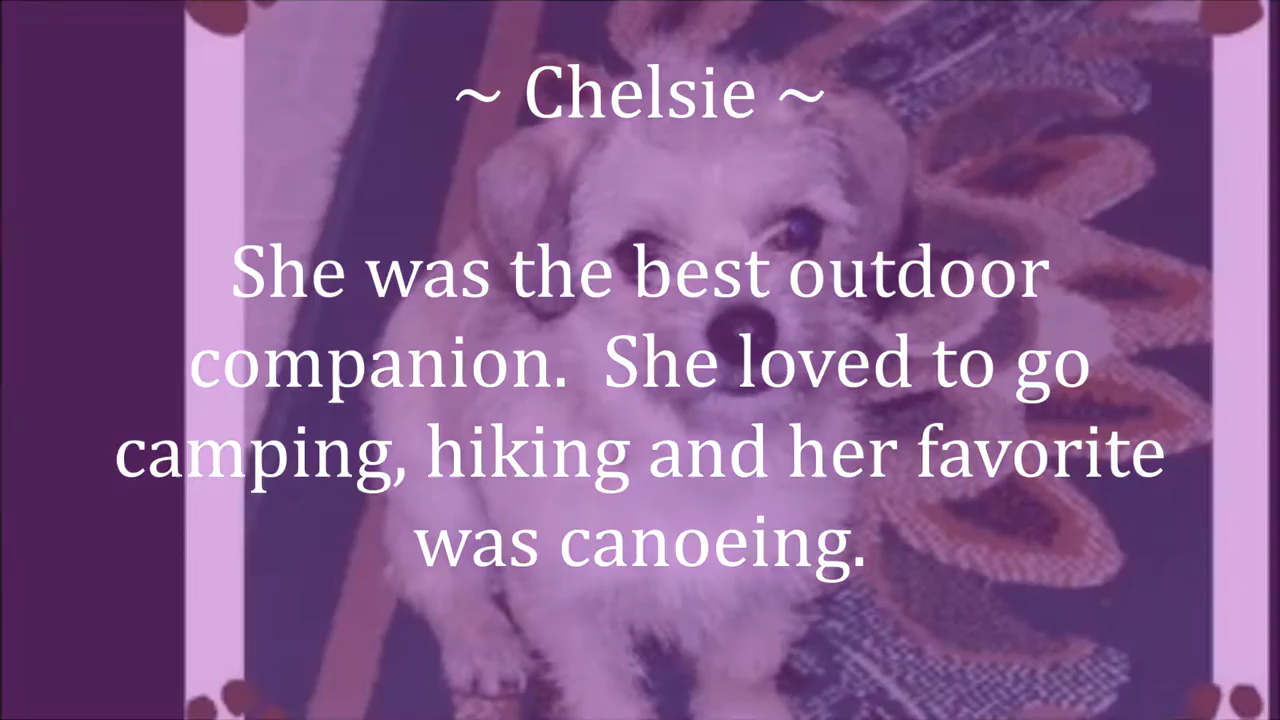 ~ Chelsie ~
She was the best outdoor
companion.  She loved to go
camping, hiking and her favorite
was canoeing.